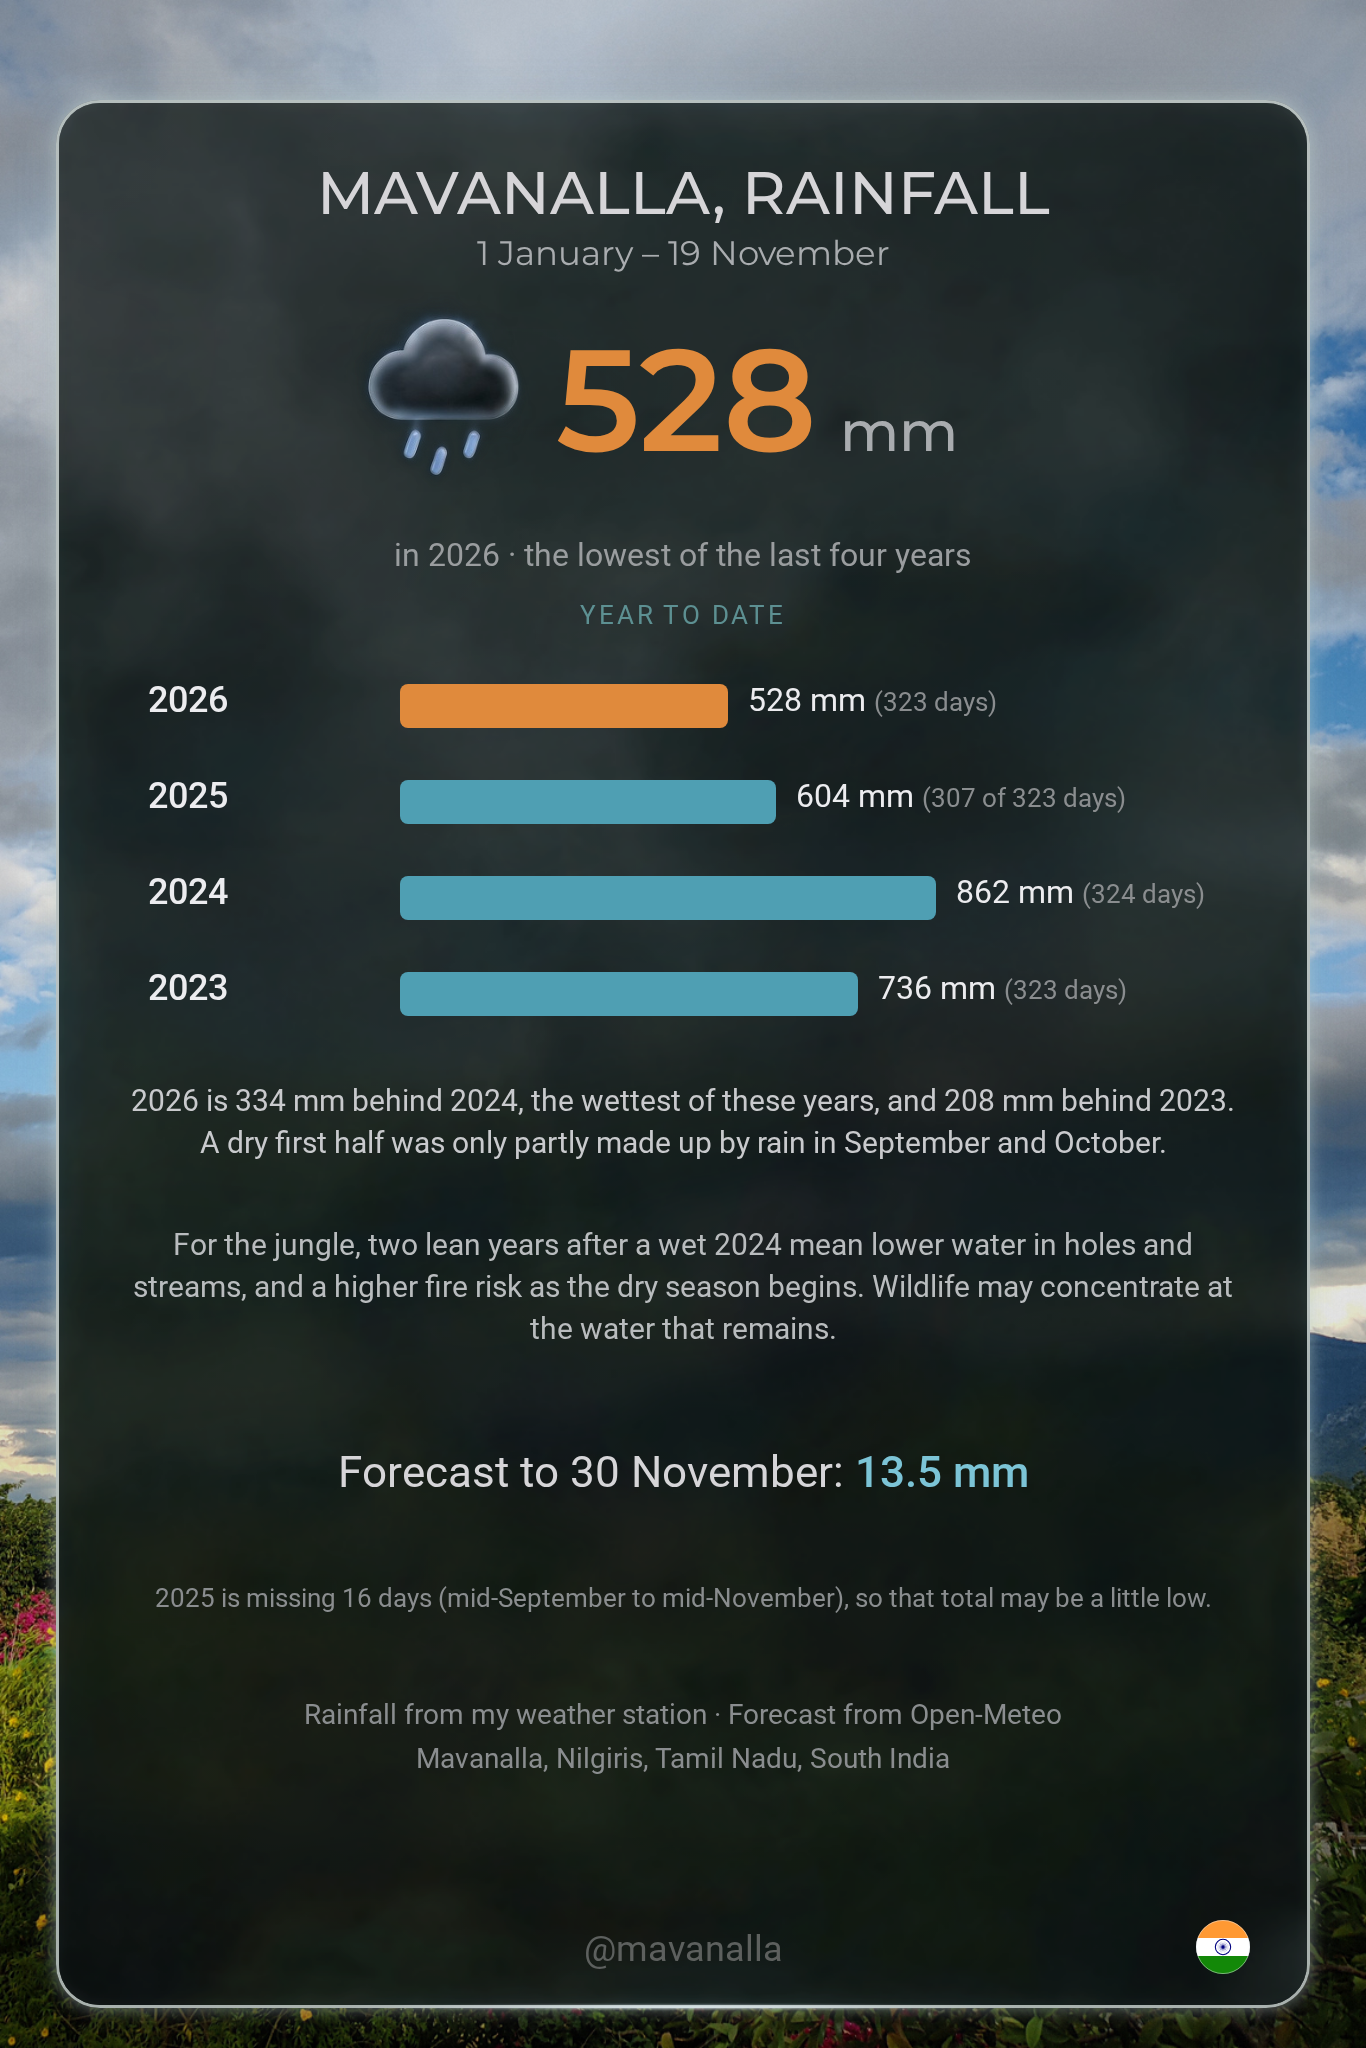 MAVANALLA, RAINFALL
1 January – 19 November
528 mm
in 2026 · the lowest of the last four years
YEAR TO DATE
2026 528 mm (323 days)
2025 604 mm (307 of 323 days)
2024 862 mm (324 days)
2023 736 mm (323 days)
2026 is 334 mm behind 2024, the wettest of these years, and 208 mm behind 2023.
A dry first half was only partly made up by rain in September and October.
For the jungle, two lean years after a wet 2024 mean lower water in holes and
streams, and a higher fire risk as the dry season begins. Wildlife may concentrate at
the water that remains.
Forecast to 30 November: 13.5 mm
2025 is missing 16 days (mid-September to mid-November), so that total may be a little low.
Rainfall from my weather station · Forecast from Open-Meteo
Mavanalla, Nilgiris, Tamil Nadu, South India
@mavanalla